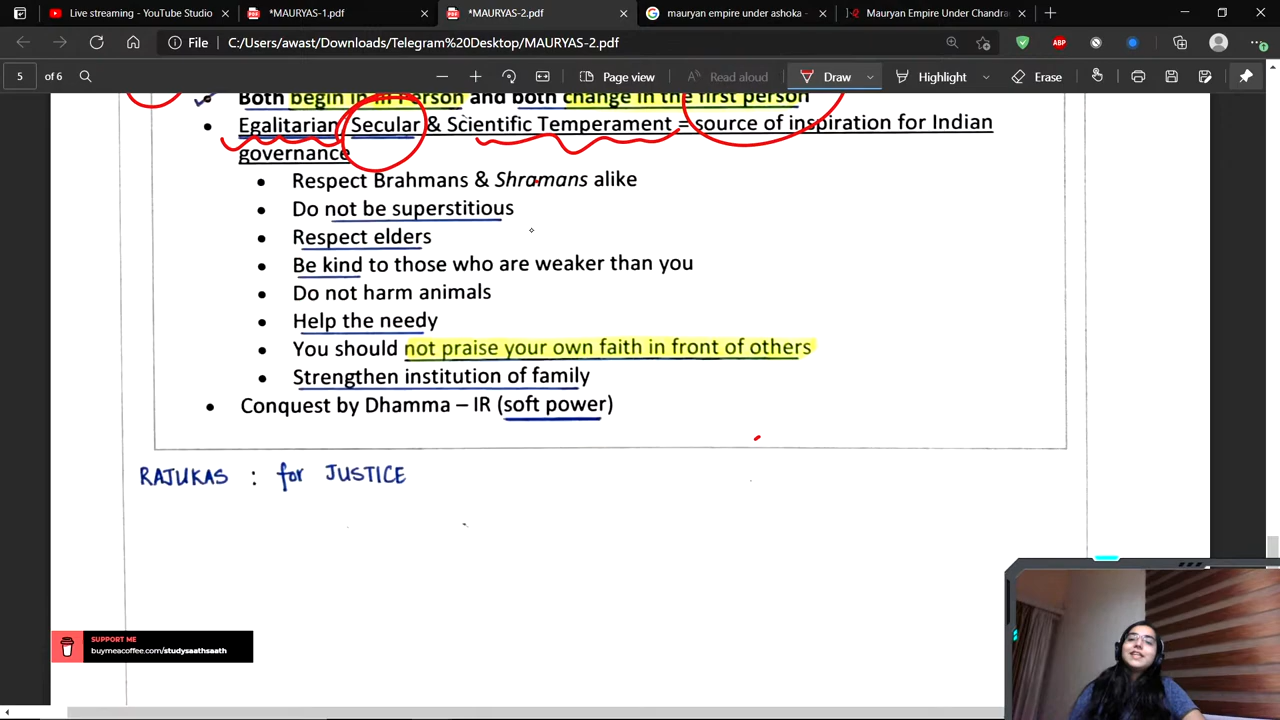 Live streaming - YouTube Studio
*MAURYAS-1.pdf
*MAURYAS-2.pdf
mauryan empire under ashoka -
Mauryan Empire Under Chandra
File
C:/Users/awast/Downloads/Telegram%20Desktop/MAURYAS-2.pdf
5 of 6
Page view
Read aloud
Draw
Highlight
Erase
Both begin in III Person and both change in the first person
Egalitarian Secular & Scientific Temperament = source of inspiration for Indian
governance
Respect Brahmans & Shramans alike
Do not be superstitious
Respect elders
Be kind to those who are weaker than you
Do not harm animals
Help the needy
You should not praise your own faith in front of others
Strengthen institution of family
Conquest by Dhamma – IR (soft power)
RAJUKAS : for JUSTICE
SUPPORT ME
buymeacoffee.com/studysaathsaath